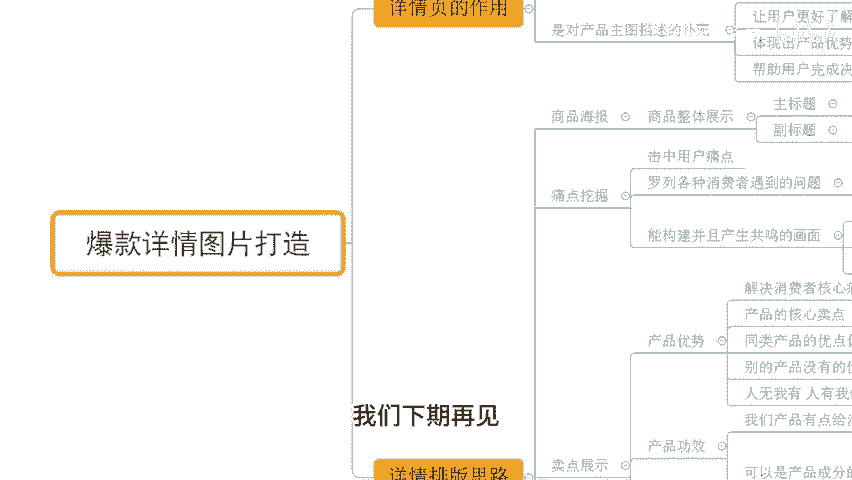 详情页的作用
是对产品主图描述的补充
让用户更好了解
体现出产品优势
帮助用户完成决
商品海报
商品整体展示
主标题
副标题
痛点挖掘
击中用户痛点
罗列各种消费者遇到的问题
能构建并且产生共鸣的画面
爆款详情图片打造
解决消费者核心
产品优势
产品的核心卖点
同类产品的优点
别的产品没有的
人无我有 人有我
我们下期再见
产品功效
我们产品有点给
详情排版思路
卖点展示
可以是产品成分的